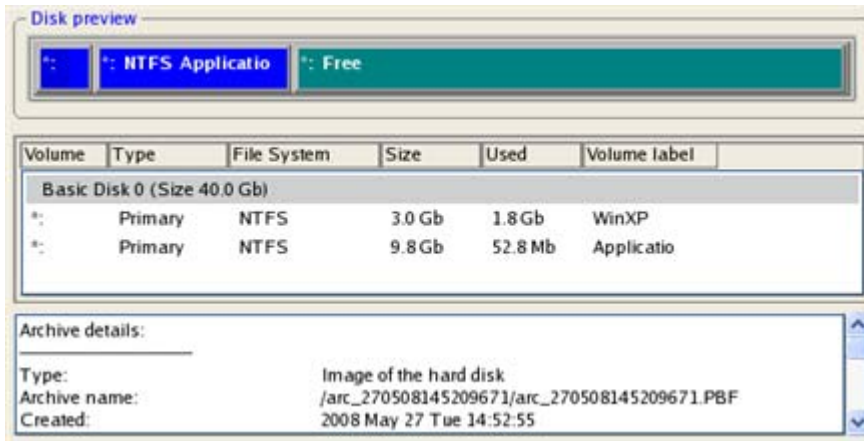 Disk preview
*:
*: NTFS Applicatio
*: Free
Volume Type File System Size Used Volume label
Basic Disk 0 (Size 40.0 Gb)
*: Primary NTFS 3.0 Gb 1.8 Gb WinXP
*: Primary NTFS 9.8 Gb 52.8 Mb Applicatio
Archive details:
Type: Image of the hard disk
Archive name: /arc_270508145209671/arc_270508145209671.PBF
Created: 2008 May 27 Tue 14:52:55